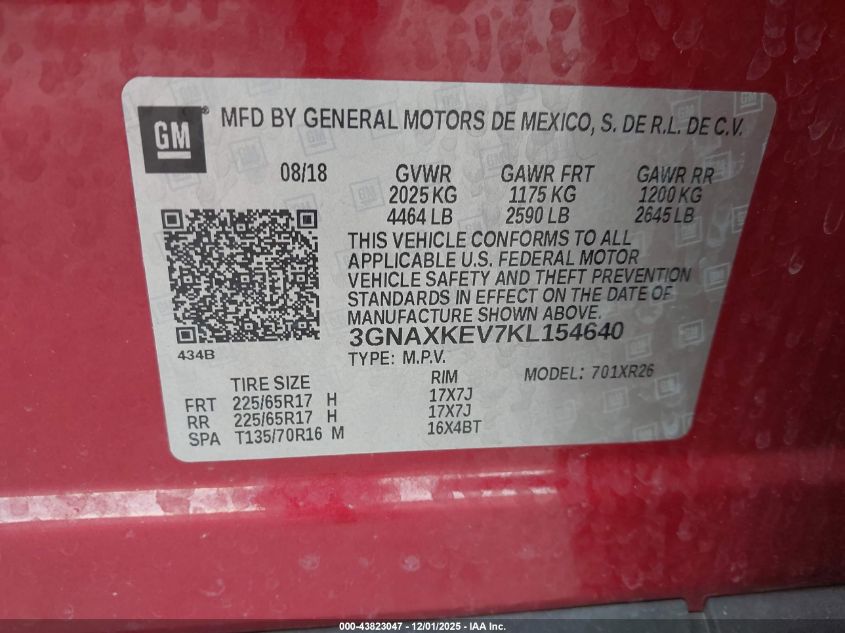 GM ® MFD BY GENERAL MOTORS DE MEXICO, S. DE R.L. DE C.V.
08/18 GVWR GAWR FRT GAWR RR
2025 KG 1175 KG 1200 KG
4464 LB 2590 LB 2645 LB
THIS VEHICLE CONFORMS TO ALL
APPLICABLE U.S. FEDERAL MOTOR
VEHICLE SAFETY AND THEFT PREVENTION
STANDARDS IN EFFECT ON THE DATE OF
MANUFACTURE SHOWN ABOVE.
3GNAXKEV7KL154640
434B
TYPE: M.P.V.
TIRE SIZE RIM MODEL: 701XR26
FRT 225/65R17 H 17X7J
RR 225/65R17 H 17X7J
SPA T135/70R16 M 16X4BT
000-43823047 - 12/01/2025 - IAA Inc.